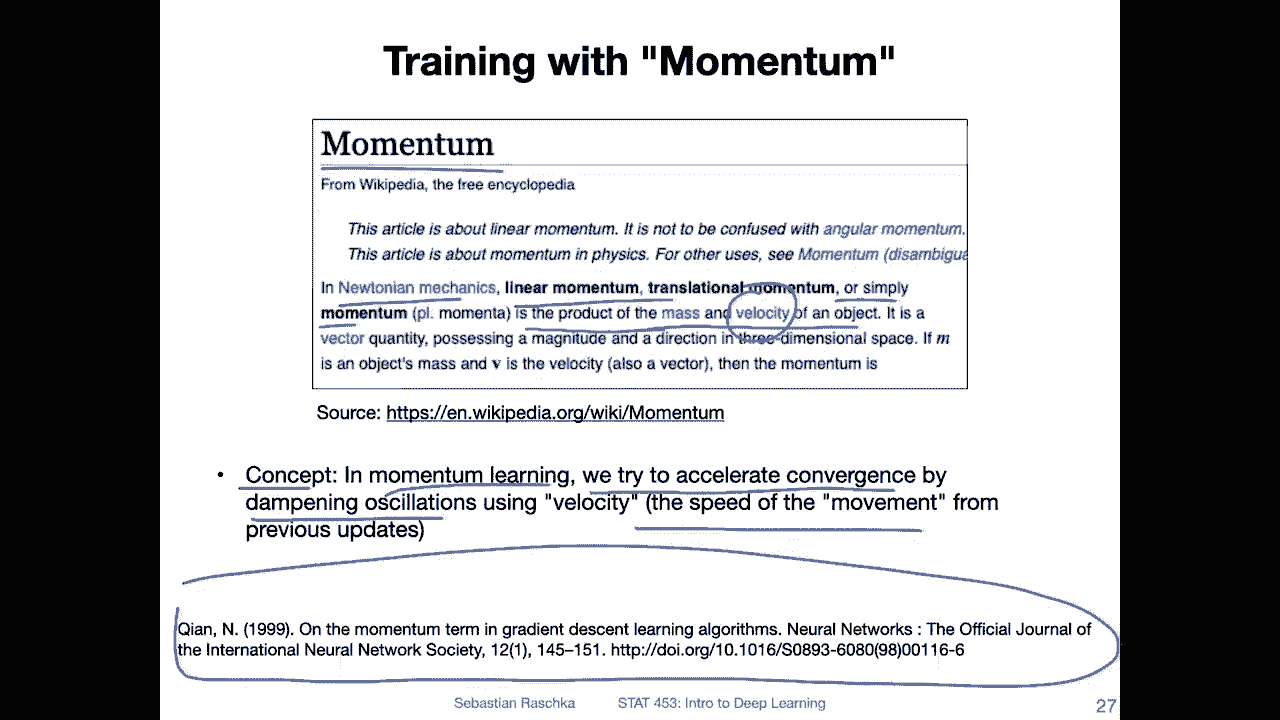 Training with "Momentum"
Momentum
From Wikipedia, the free encyclopedia
This article is about linear momentum. It is not to be confused with angular momentum.
This article is about momentum in physics. For other uses, see Momentum (disambigua
In Newtonian mechanics, linear momentum, translational momentum, or simply
momentum (pl. momenta) is the product of the mass and velocity of an object. It is a
vector quantity, possessing a magnitude and a direction in three-dimensional space. If m
is an object's mass and v is the velocity (also a vector), then the momentum is
Source: https://en.wikipedia.org/wiki/Momentum
• Concept: In momentum learning, we try to accelerate convergence by
dampening oscillations using "velocity" (the speed of the "movement" from
previous updates)
Qian, N. (1999). On the momentum term in gradient descent learning algorithms. Neural Networks : The Official Journal of
the International Neural Network Society, 12(1), 145–151. http://doi.org/10.1016/S0893-6080(98)00116-6
Sebastian Raschka STAT 453: Intro to Deep Learning 27